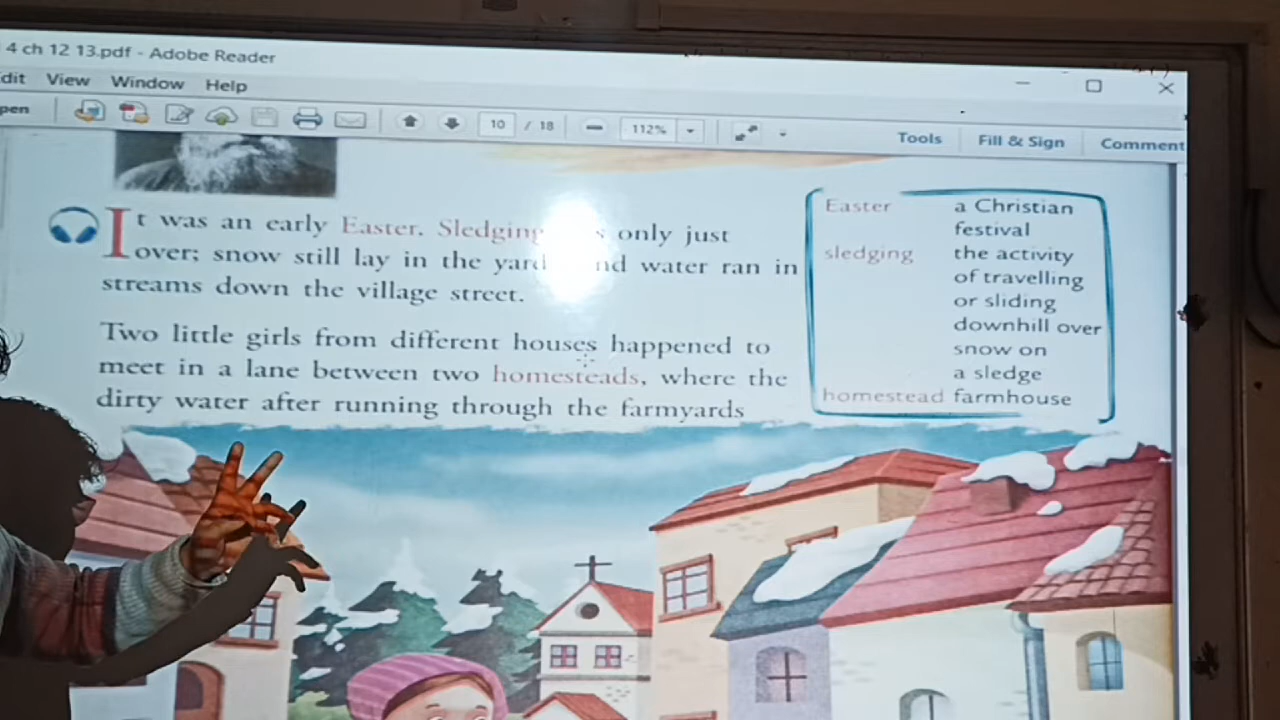 4 ch 12 13.pdf - Adobe Reader
dit View Window Help
pen 10 / 18 112% Tools Fill & Sign Comment
It was an early Easter. Sledging only just
over; snow still lay in the yard nd water ran in
streams down the village street.
Two little girls from different houses happened to
meet in a lane between two homesteads, where the
dirty water after running through the farmyards
Easter a Christian
festival
sledging the activity
of travelling
or sliding
downhill over
snow on
a sledge
homestead farmhouse